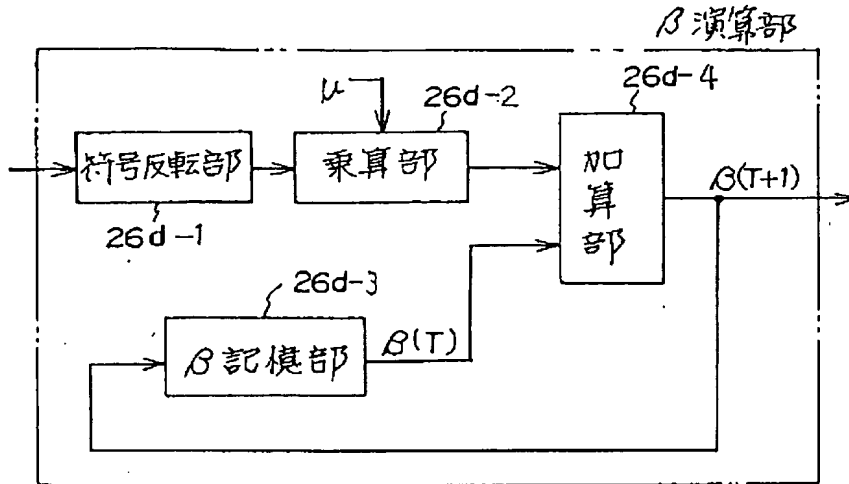 β演算部
26d-4
μ
26d-2
符号反転部
乗算部
加算部
β(T+1)
26d-1
26d-3
β記憶部
β(T)